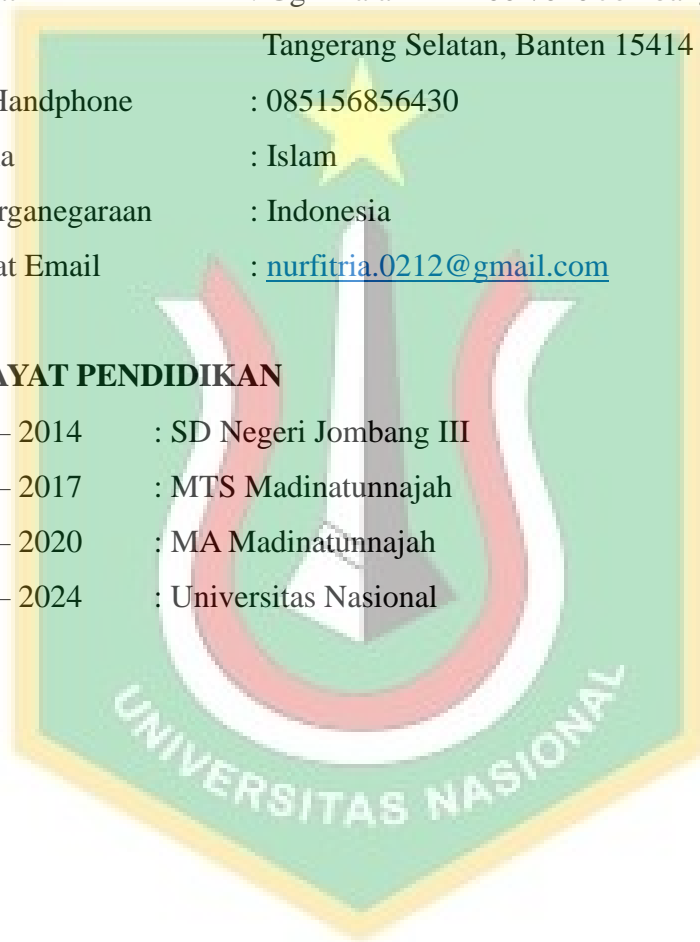 Tangerang Selatan, Banten 15414
Handphone : 085156856430
a : Islam
rganegaraan : Indonesia
at Email : nurfitria.0212@gmail.com
AYAT PENDIDIKAN
– 2014 : SD Negeri Jombang III
– 2017 : MTS Madinatunnajah
– 2020 : MA Madinatunnajah
– 2024 : Universitas Nasional
UNIVERSITAS NASIONAL